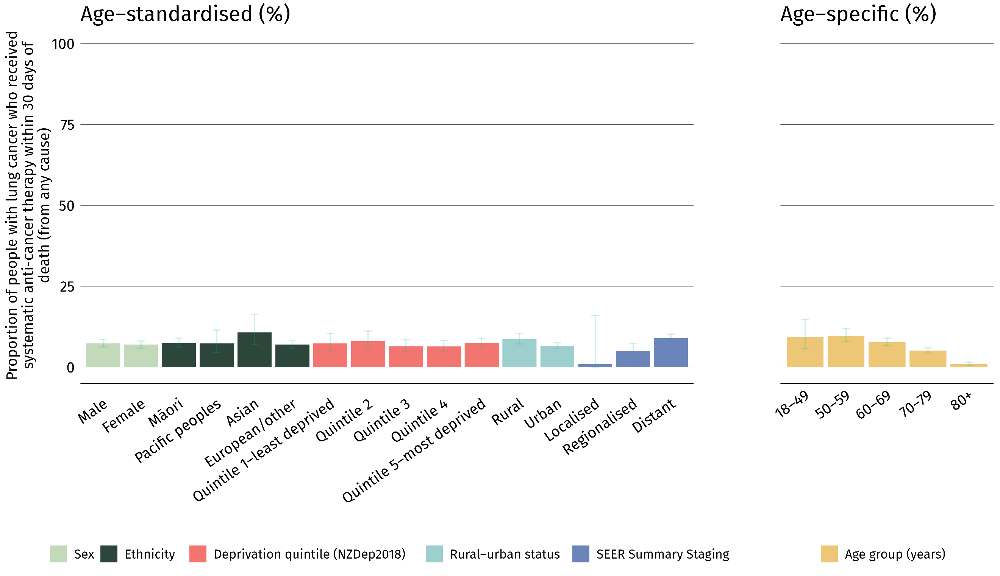 Age–standardised (%)
Age–specific (%)
Proportion of people with lung cancer who received
systematic anti-cancer therapy within 30 days of
death (from any cause)
100
75
50
25
0
Male
Female
Māori
Pacific peoples
Asian
European/other
Quintile 1–least deprived
Quintile 2
Quintile 3
Quintile 4
Quintile 5–most deprived
Rural
Urban
Localised
Regionalised
Distant
18–49
50–59
60–69
70–79
80+
Sex
Ethnicity
Deprivation quintile (NZDep2018)
Rural–urban status
SEER Summary Staging
Age group (years)